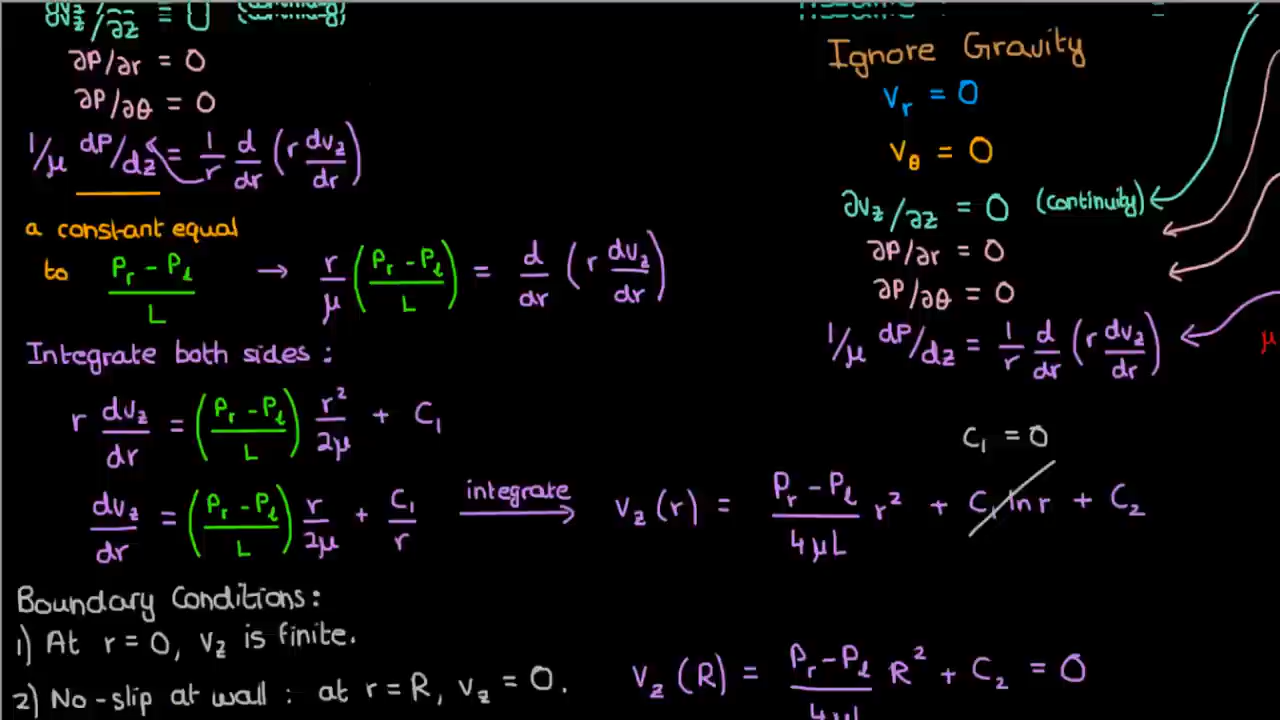 ∂v_z/∂z = 0 (continuity)
∂P/∂r = 0
∂P/∂θ = 0
1/μ dP/dz = 1/r d/dr (r dv_z/dr)
a constant equal
to (P_r - P_l)/L → r/μ ((P_r - P_l)/L) = d/dr (r dv_z/dr)
Integrate both sides :
r dv_z/dr = ((P_r - P_l)/L) r²/2μ + C₁
dv_z/dr = ((P_r - P_l)/L) r/2μ + C₁/r
integrate
v_z (r) = (P_r - P_l)/4μL r² + C₁ ln r + C₂
C₁ = 0
Boundary Conditions:
1) At r = 0, v_z is finite.
2) No-slip at wall : at r = R, v_z = 0.
v_z (R) = (P_r - P_l)/4μL R² + C₂ = 0
Ignore Gravity
v_r = 0
v_θ = 0
∂v_z/∂z = 0 (continuity)
∂P/∂r = 0
∂P/∂θ = 0
1/μ dP/dz = 1/r d/dr (r dv_z/dr)
μ